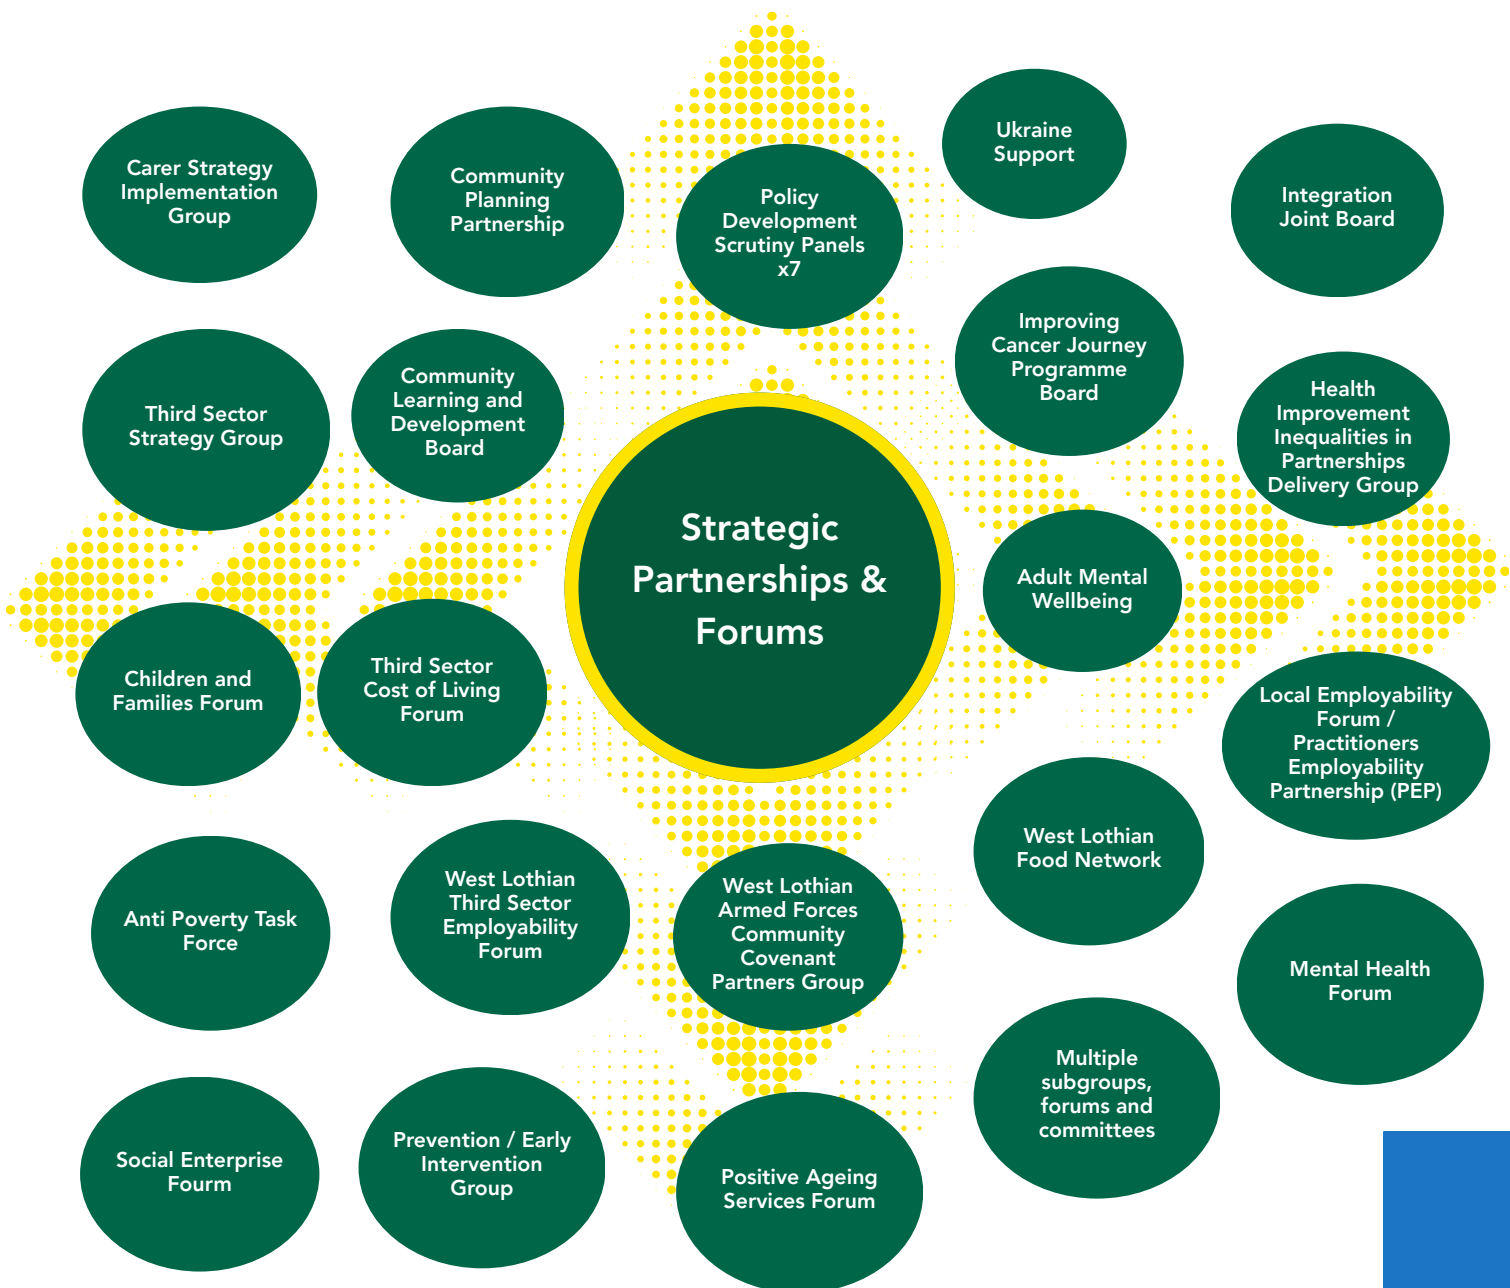 Ukraine
Support
Carer Strategy
Implementation
Group
Community
Planning
Partnership
Policy
Development
Scrutiny Panels
x7
Integration
Joint Board
Improving
Cancer Journey
Programme
Board
Third Sector
Strategy Group
Community
Learning and
Development
Board
Health
Improvement
Inequalities in
Partnerships
Delivery Group
Strategic
Partnerships &
Forums
Adult Mental
Wellbeing
Children and
Families Forum
Third Sector
Cost of Living
Forum
Local Employability
Forum /
Practitioners
Employability
Partnership (PEP)
West Lothian
Food Network
Anti Poverty Task
Force
West Lothian
Third Sector
Employability
Forum
West Lothian
Armed Forces
Community
Covenant
Partners Group
Mental Health
Forum
Multiple
subgroups,
forums and
committees
Social Enterprise
Fourm
Prevention / Early
Intervention
Group
Positive Ageing
Services Forum